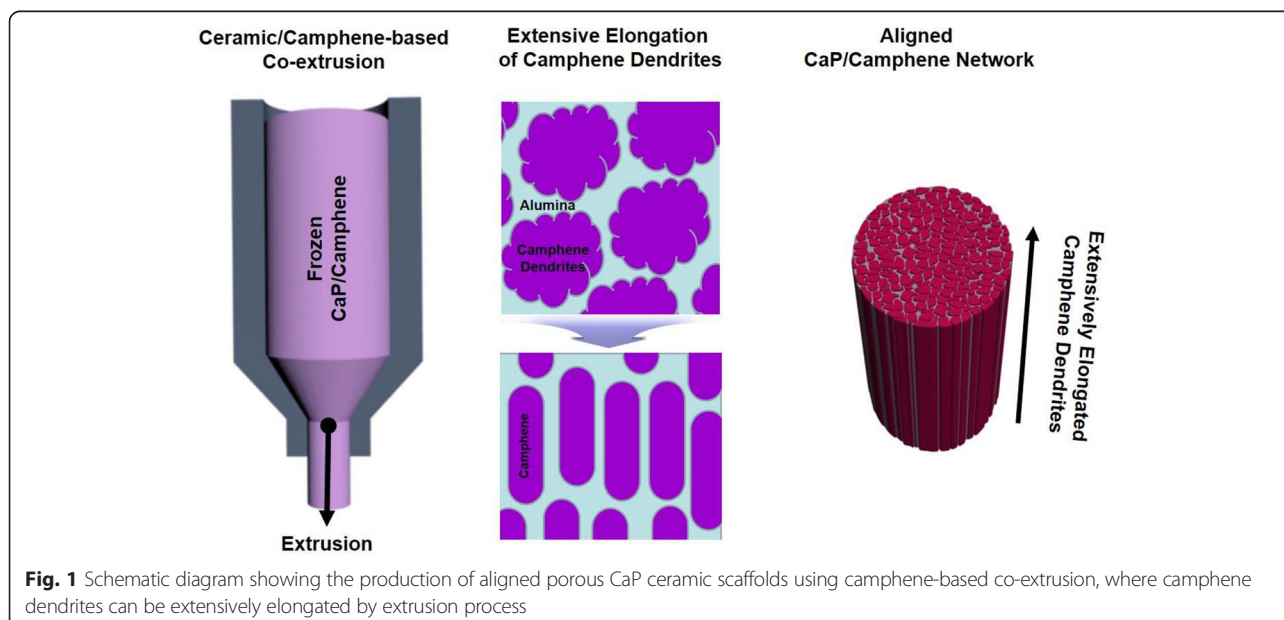 Ceramic/Camphene-based
Co-extrusion
Frozen
CaP/Camphene
Extrusion
Extensive Elongation
of Camphene Dendrites
Alumina
Camphene
Dendrites
Camphene
Aligned
CaP/Camphene Network
Extensively Elongated
Camphene Dendrites
Fig. 1 Schematic diagram showing the production of aligned porous CaP ceramic scaffolds using camphene-based co-extrusion, where camphene
dendrites can be extensively elongated by extrusion process